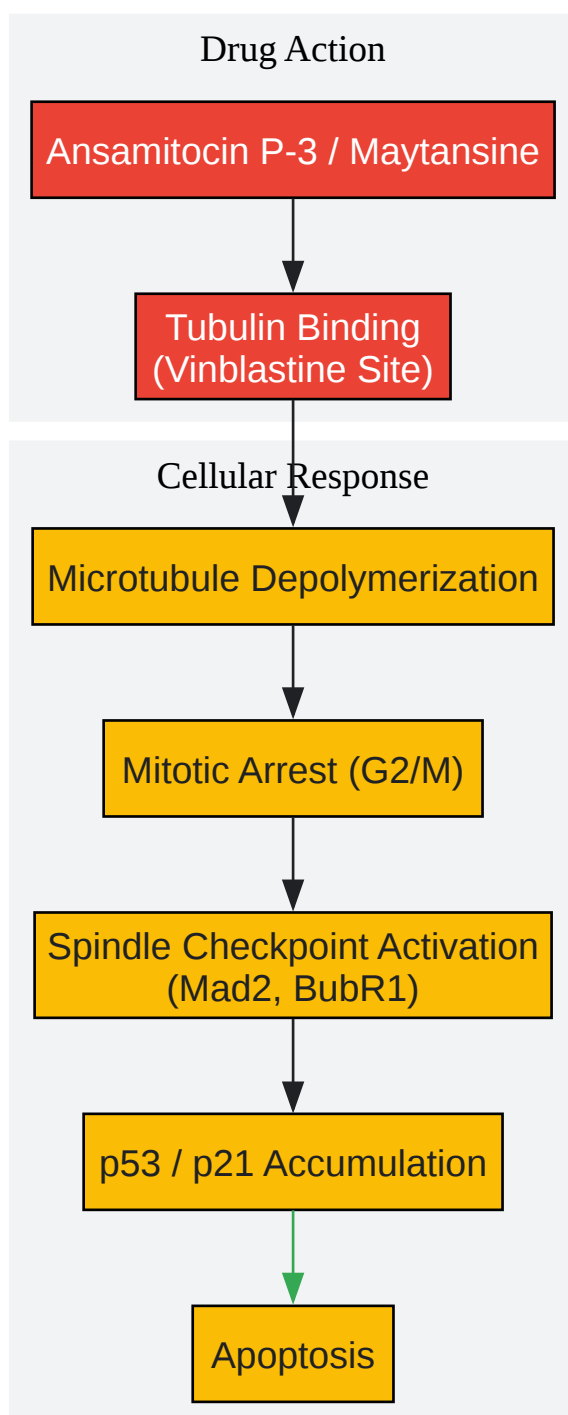 Drug Action
Ansamitocin P-3 / Maytansine
Tubulin Binding
(Vinblastine Site)
Cellular Response
Microtubule Depolymerization
Mitotic Arrest (G2/M)
Spindle Checkpoint Activation
(Mad2, BubR1)
p53 / p21 Accumulation
Apoptosis